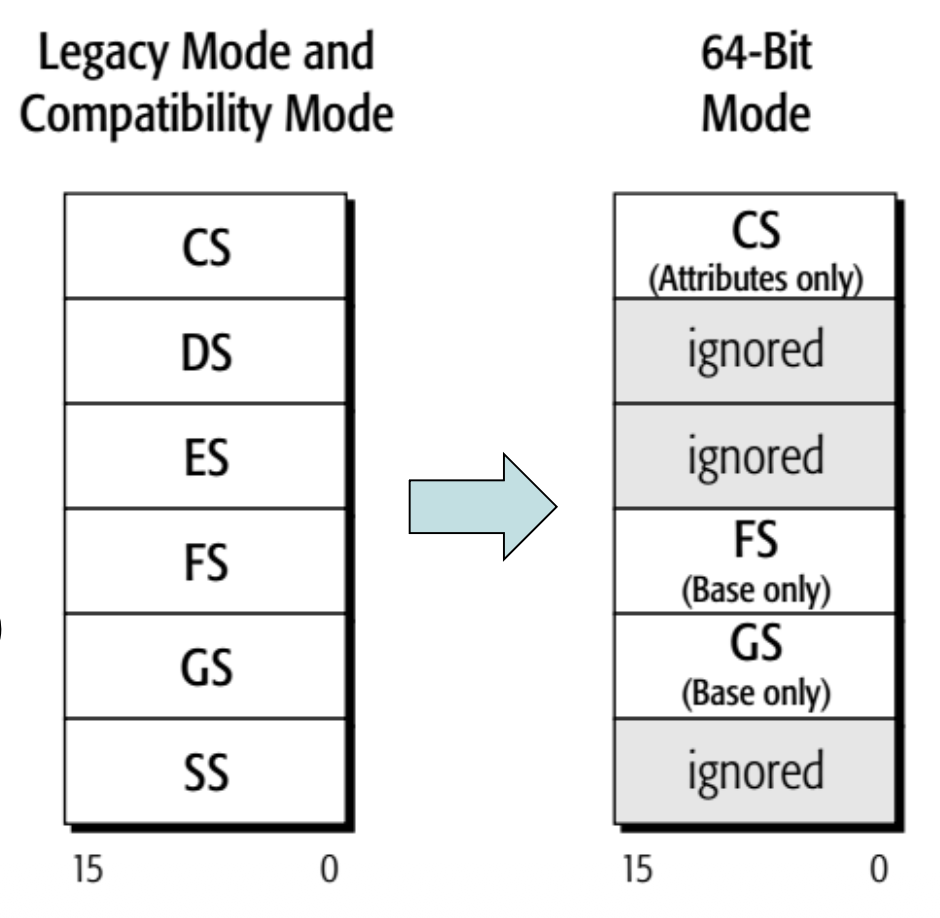 Legacy Mode and
Compatibility Mode
CS
DS
ES
FS
GS
SS
15 0
64-Bit
Mode
CS
(Attributes only)
ignored
ignored
FS
(Base only)
GS
(Base only)
ignored
15 0
)